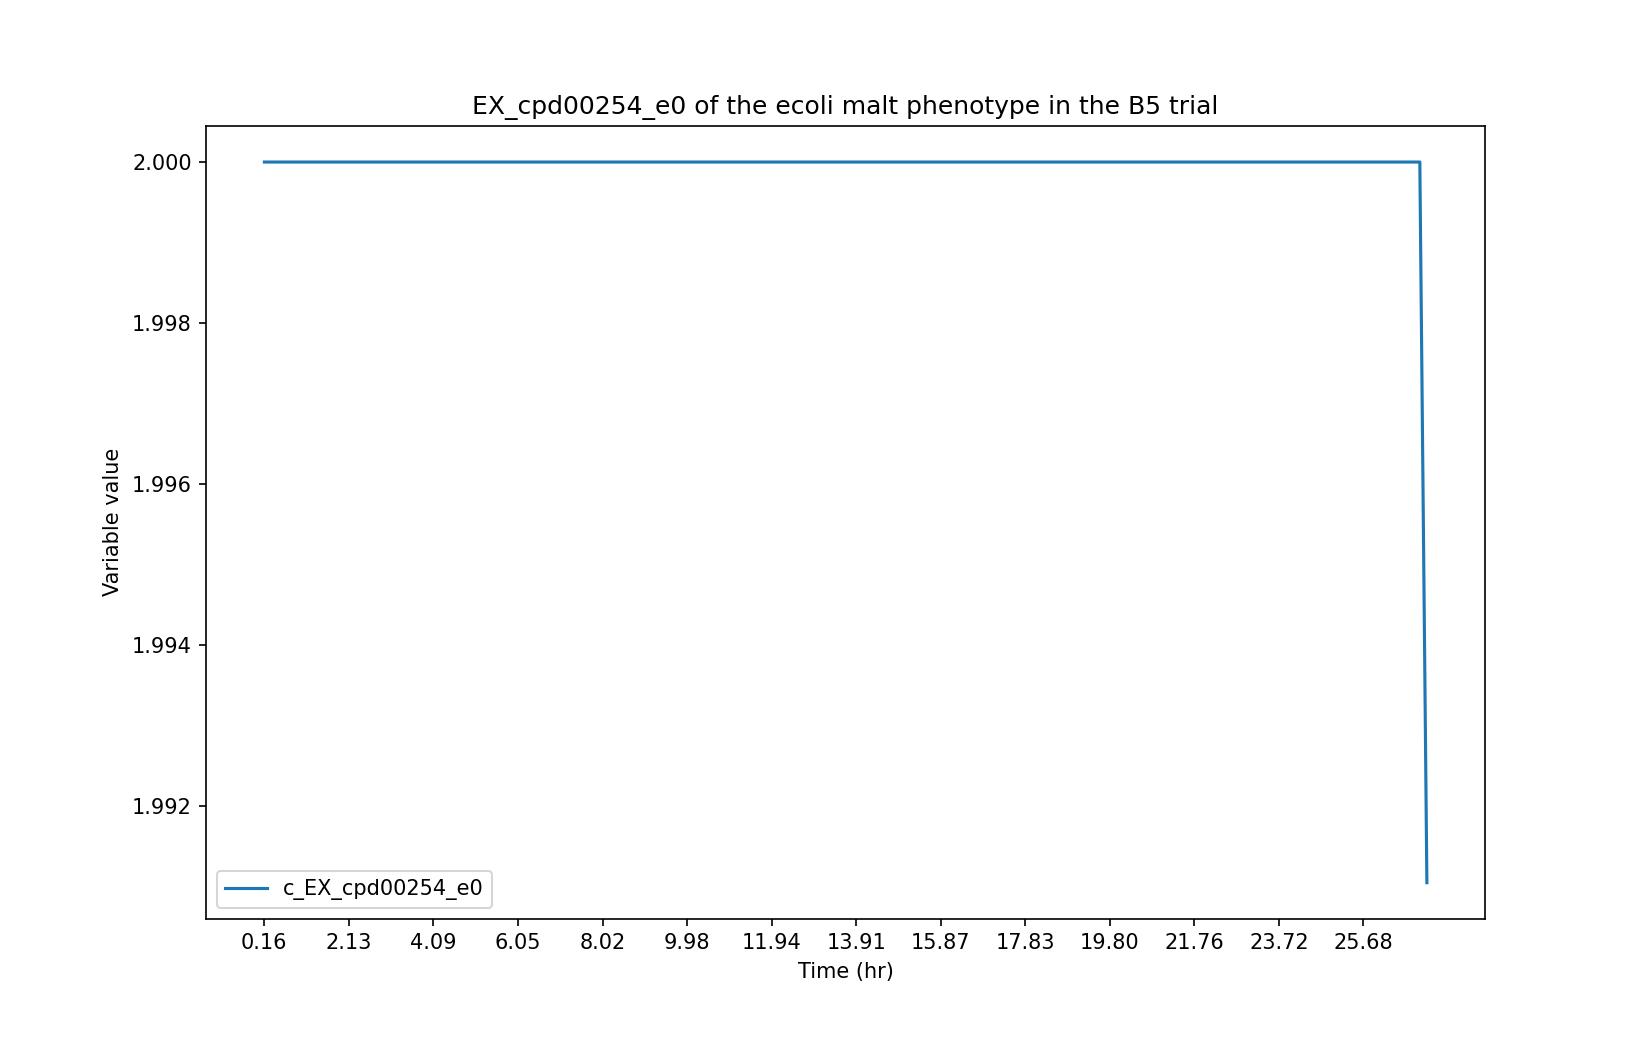 EX_cpd00254_e0 of the ecoli malt phenotype in the B5 trial
2.000
1.998
1.996
1.994
1.992
Variable value
c_EX_cpd00254_e0
0.16 2.13 4.09 6.05 8.02 9.98 11.94 13.91 15.87 17.83 19.80 21.76 23.72 25.68
Time (hr)